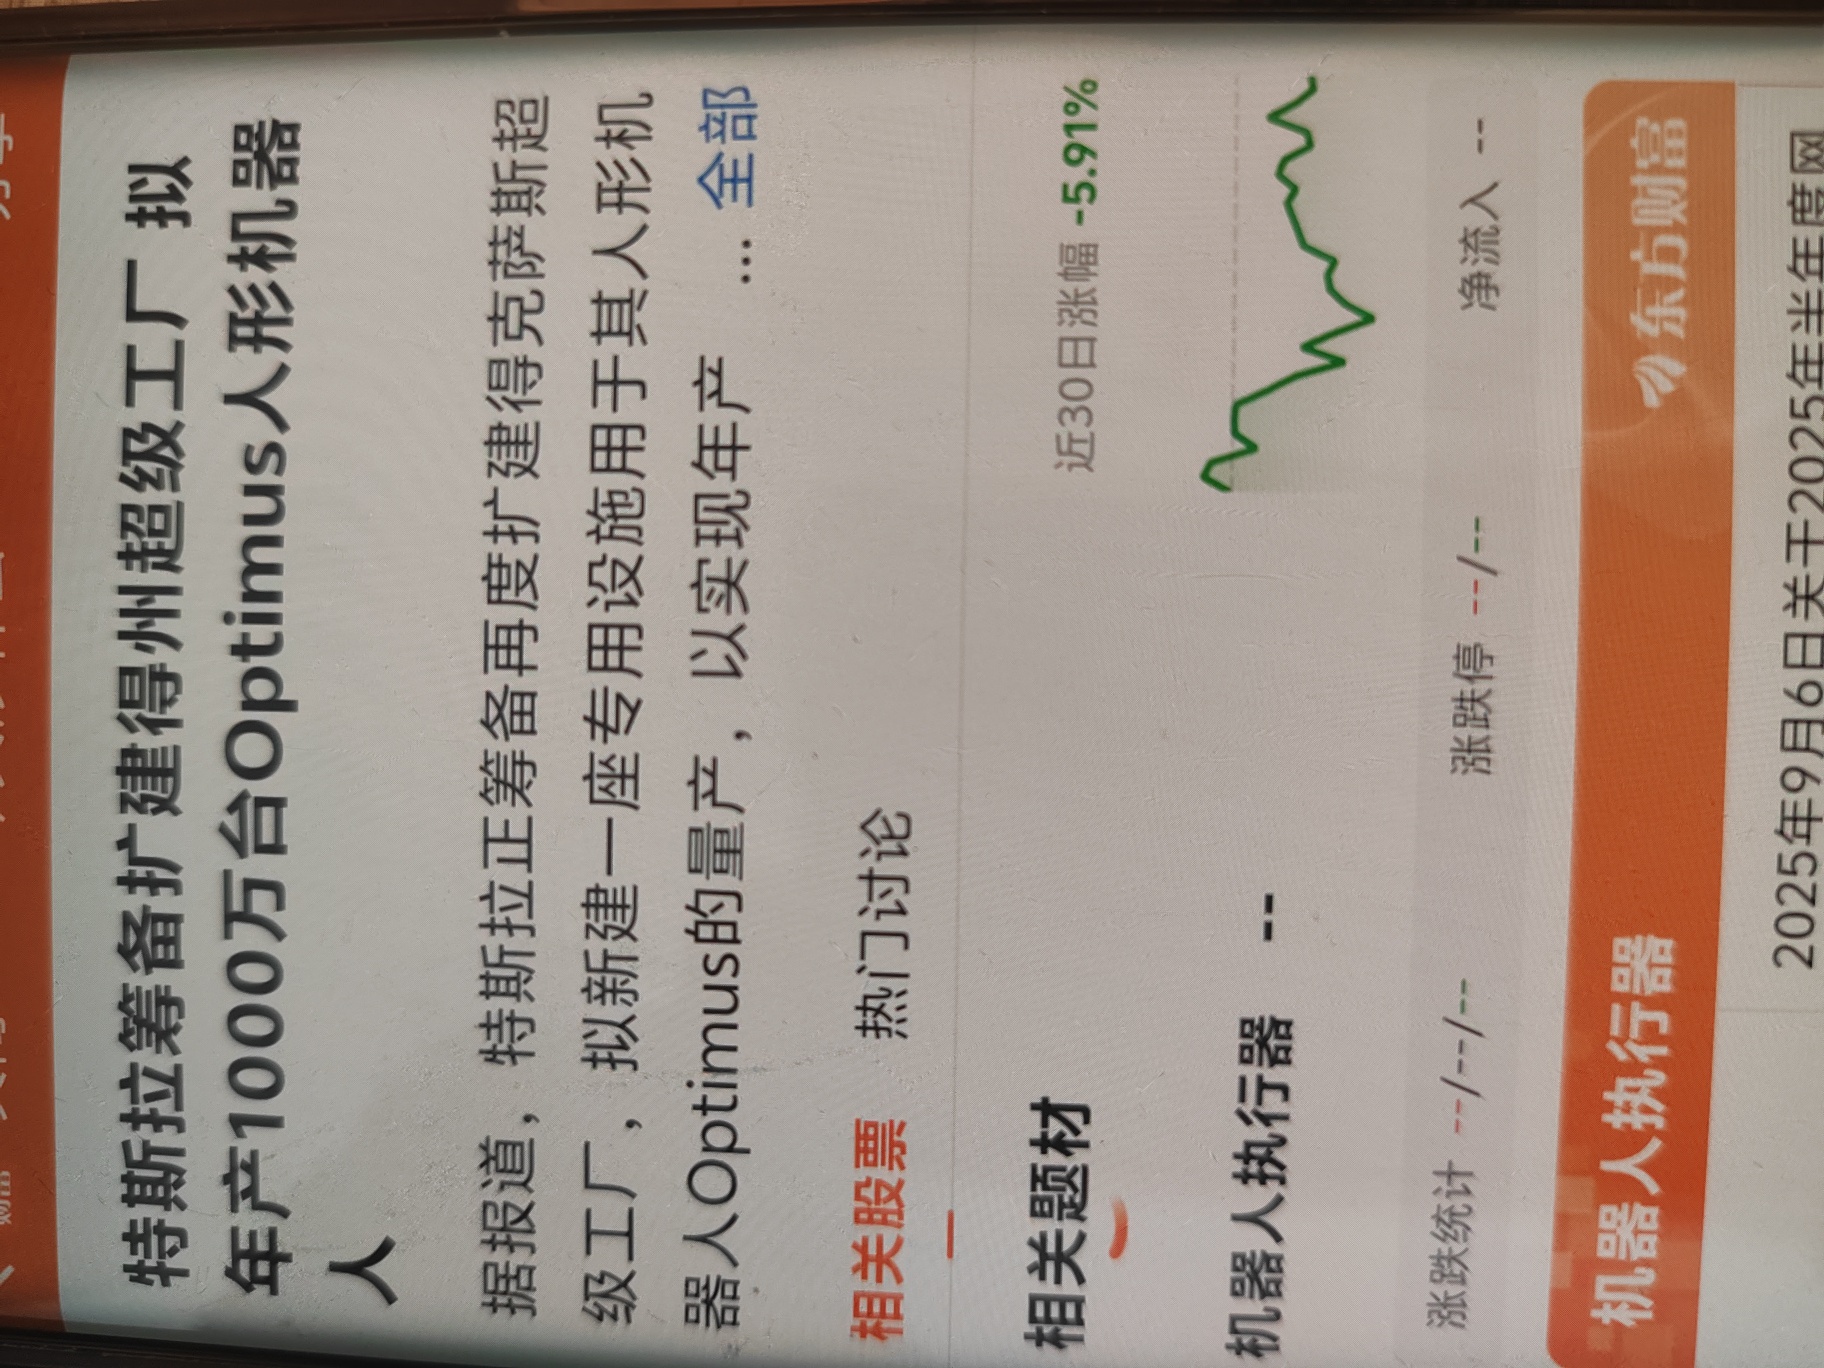 特斯拉筹备扩建得州超级工厂 拟
年产1000万台Optimus人形机器
人
据报道，特斯拉正筹备再度扩建得克萨斯超
级工厂，拟新建一座专用设施用于其人形机
器人Optimus的量产，以实现年产 ... 全部
相关股票 热门讨论
相关题材 近30日涨幅 -5.91%
机器人执行器 --
涨跌统计 --/--/-- 涨跌停 --/-- 净流入 --
机器人执行器 东方财富
2025年9月6日关于2025年半年度网